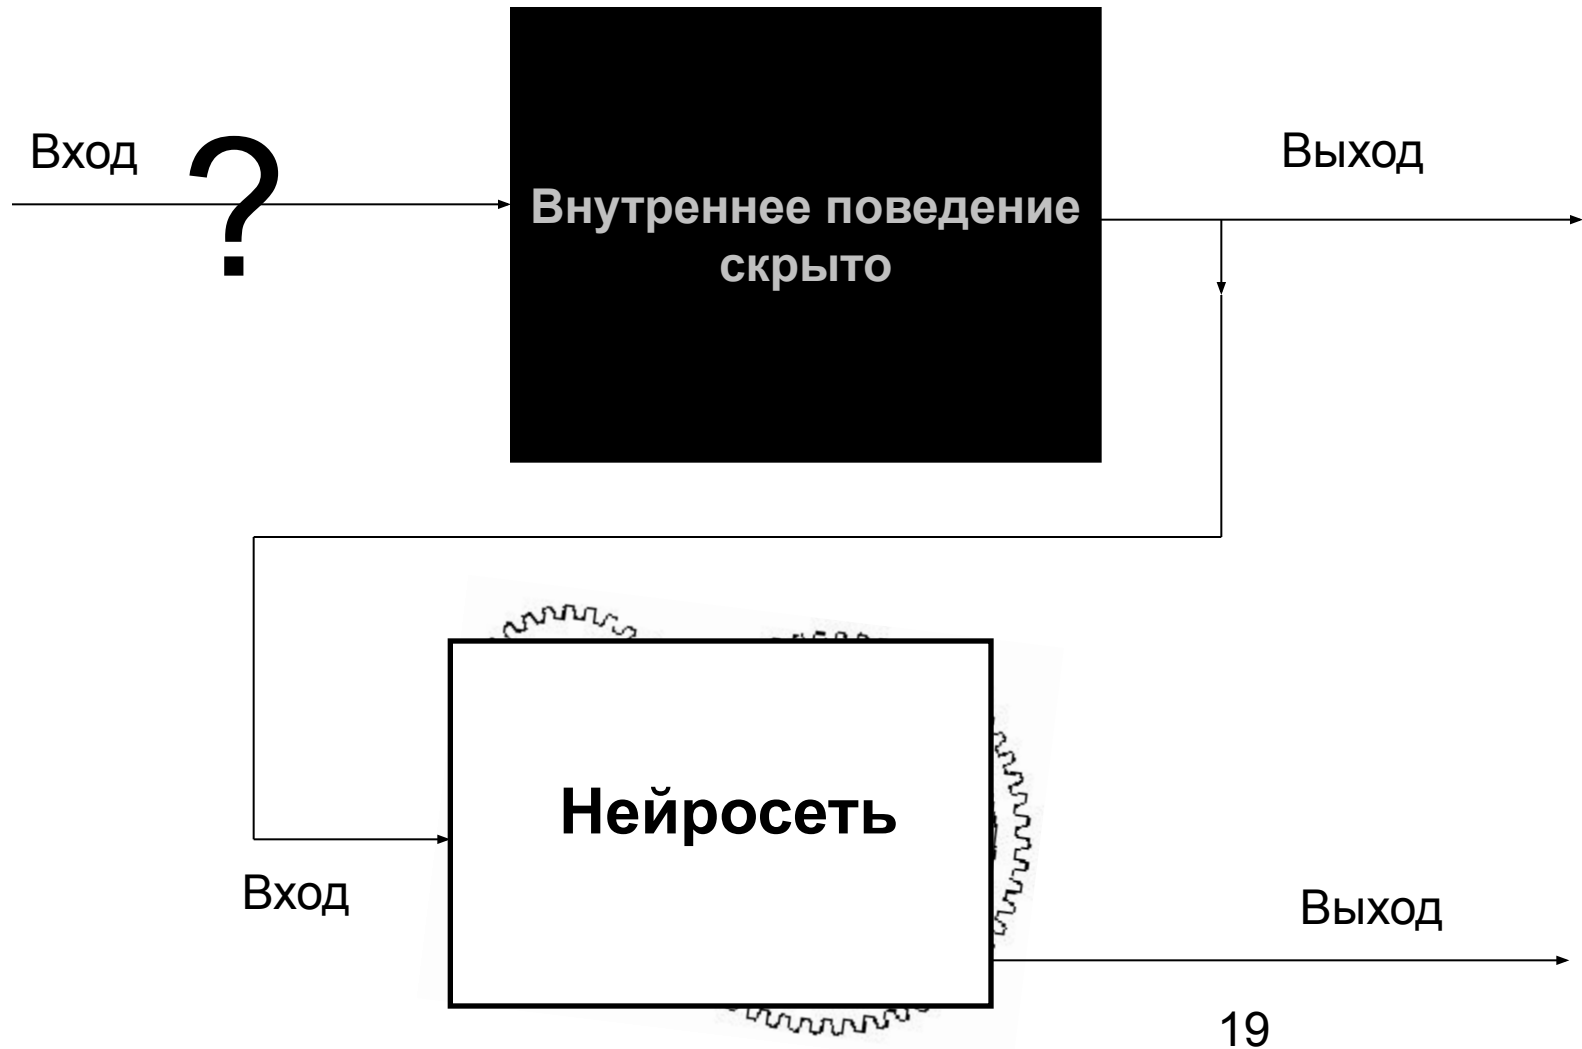 Вход
?
Выход
Внутреннее поведение
скрыто
Нейросеть
Вход
Выход
19